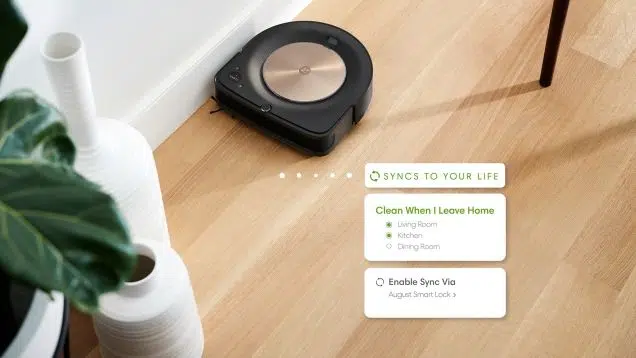 SYNCS TO YOUR LIFE
Clean When I Leave Home
Living Room
Kitchen
Dining Room
Enable Sync Via
August Smart Lock >